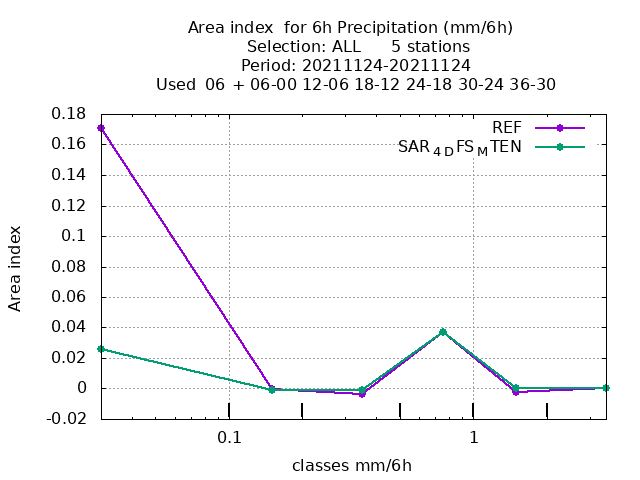 Area index  for 6h Precipitation (mm/6h)
Selection: ALL      5 stations
Period: 20211124-20211124
Used  06 + 06-00 12-06 18-12 24-18 30-24 36-30
0.18
0.16
0.14
0.12
0.1
0.08
0.06
0.04
0.02
0
-0.02
Area index
REF
SAR4DFSMTEN
0.1
1
classes mm/6h